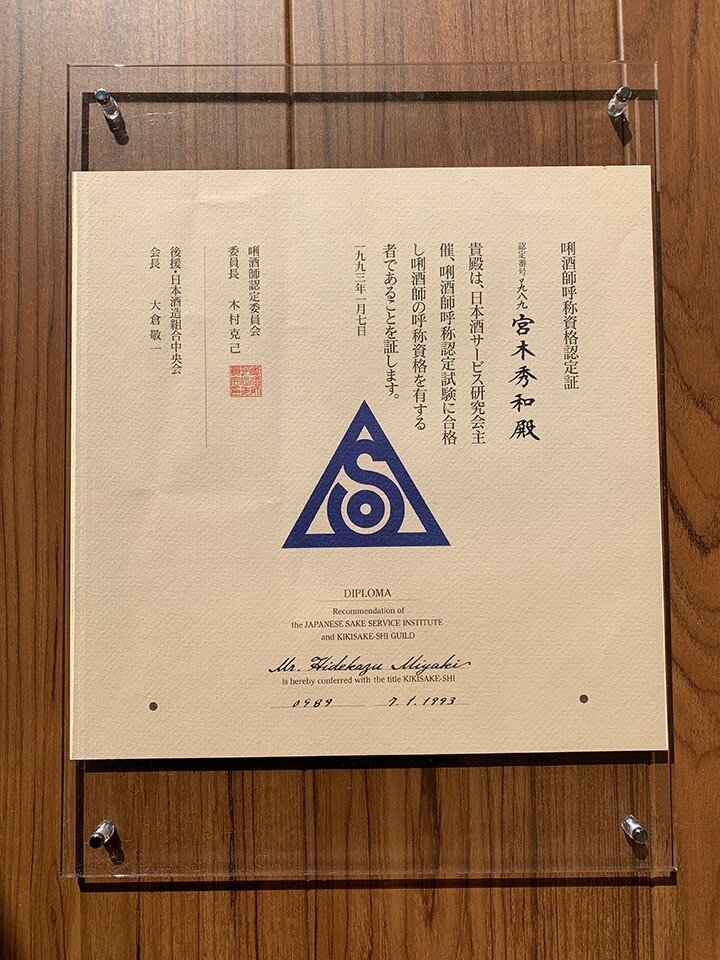 唎酒師呼称資格認定証
認定番号 〇九八九
宮木秀和殿
貴殿は、日本酒サービス研究会主
催、唎酒師呼称認定試験に合格
し唎酒師の呼称資格を有する
者であることを証します。
一九九三年一月七日
唎酒師認定委員会
委員長 木村克己
後援・日本酒造組合中央会
会長 大倉敬一
DIPLOMA
Recommendation of
the JAPANESE SAKE SERVICE INSTITUTE
and KIKISAKE-SHI GUILD
Mr. Hidekazu Miyaki
is hereby conferred with the title KIKISAKE-SHI
0989 7.1.1993